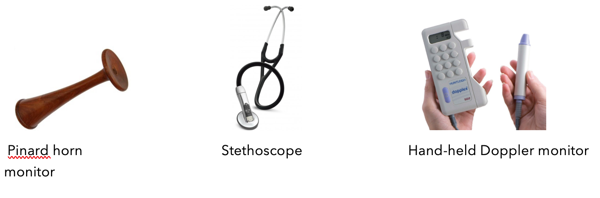 Pinard horn
monitor
Stethoscope
Hand-held Doppler monitor